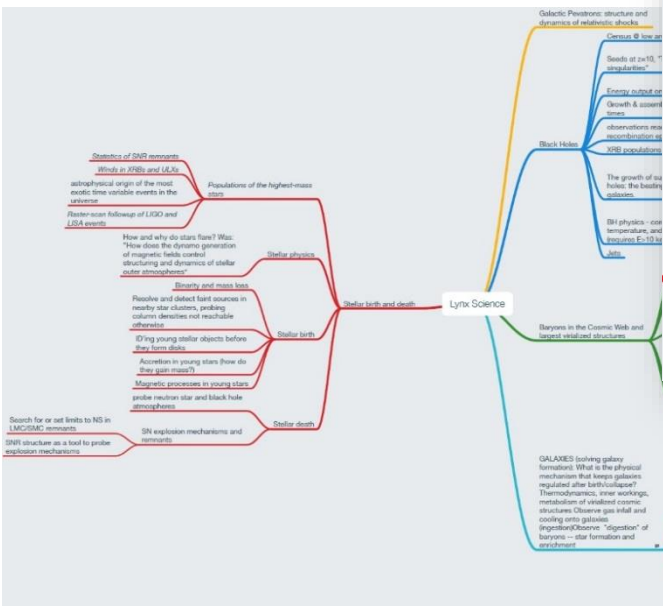 Galactic Pevatrons: structure and
dynamics of relativistic shocks
Census @ low an
Seeds at z=10, "
singularities"
Energy output on
Growth & assem
times
observations rea
recombination ep
XRB populations
Black Holes
The growth of su
holes: the beating
galaxies.
BH physics - con
temperature, and
(requires E>10 ke
Jets
Statistics of SNR remnants
Winds in XRBs and ULXs
astrophysical origin of the most
exotic time variable events in the
universe
Raster-scan followup of LIGO and
LISA events
Populations of the highest-mass
stars
How and why do stars flare? Was:
"How does the dynamo generation
of magnetic fields control
structuring and dynamics of stellar
outer atmospheres"
Stellar physics
Binarity and mass loss
Resolve and detect faint sources in
nearby star clusters, probing
column densities not reachable
otherwise
ID'ing young stellar objects before
they form disks
Accretion in young stars (how do
they gain mass?)
Magnetic processes in young stars
Stellar birth
Stellar birth and death
Lynx Science
probe neutron star and black hole
atmospheres
Search for or set limits to NS in
LMC/SMC remnants
SNR structure as a tool to probe
explosion mechanisms
SN explosion mechanisms and
remnants
Stellar death
Baryons in the Cosmic Web and
largest virialized structures
GALAXIES (solving galaxy
formation): What is the physical
mechanism that keeps galaxies
regulated after birth/collapse?
Thermodynamics, inner workings,
metabolism of virialized cosmic
structures Observe gas infall and
cooling onto galaxies
(ingestion)Observe "digestion" of
baryons -- star formation and
enrichment